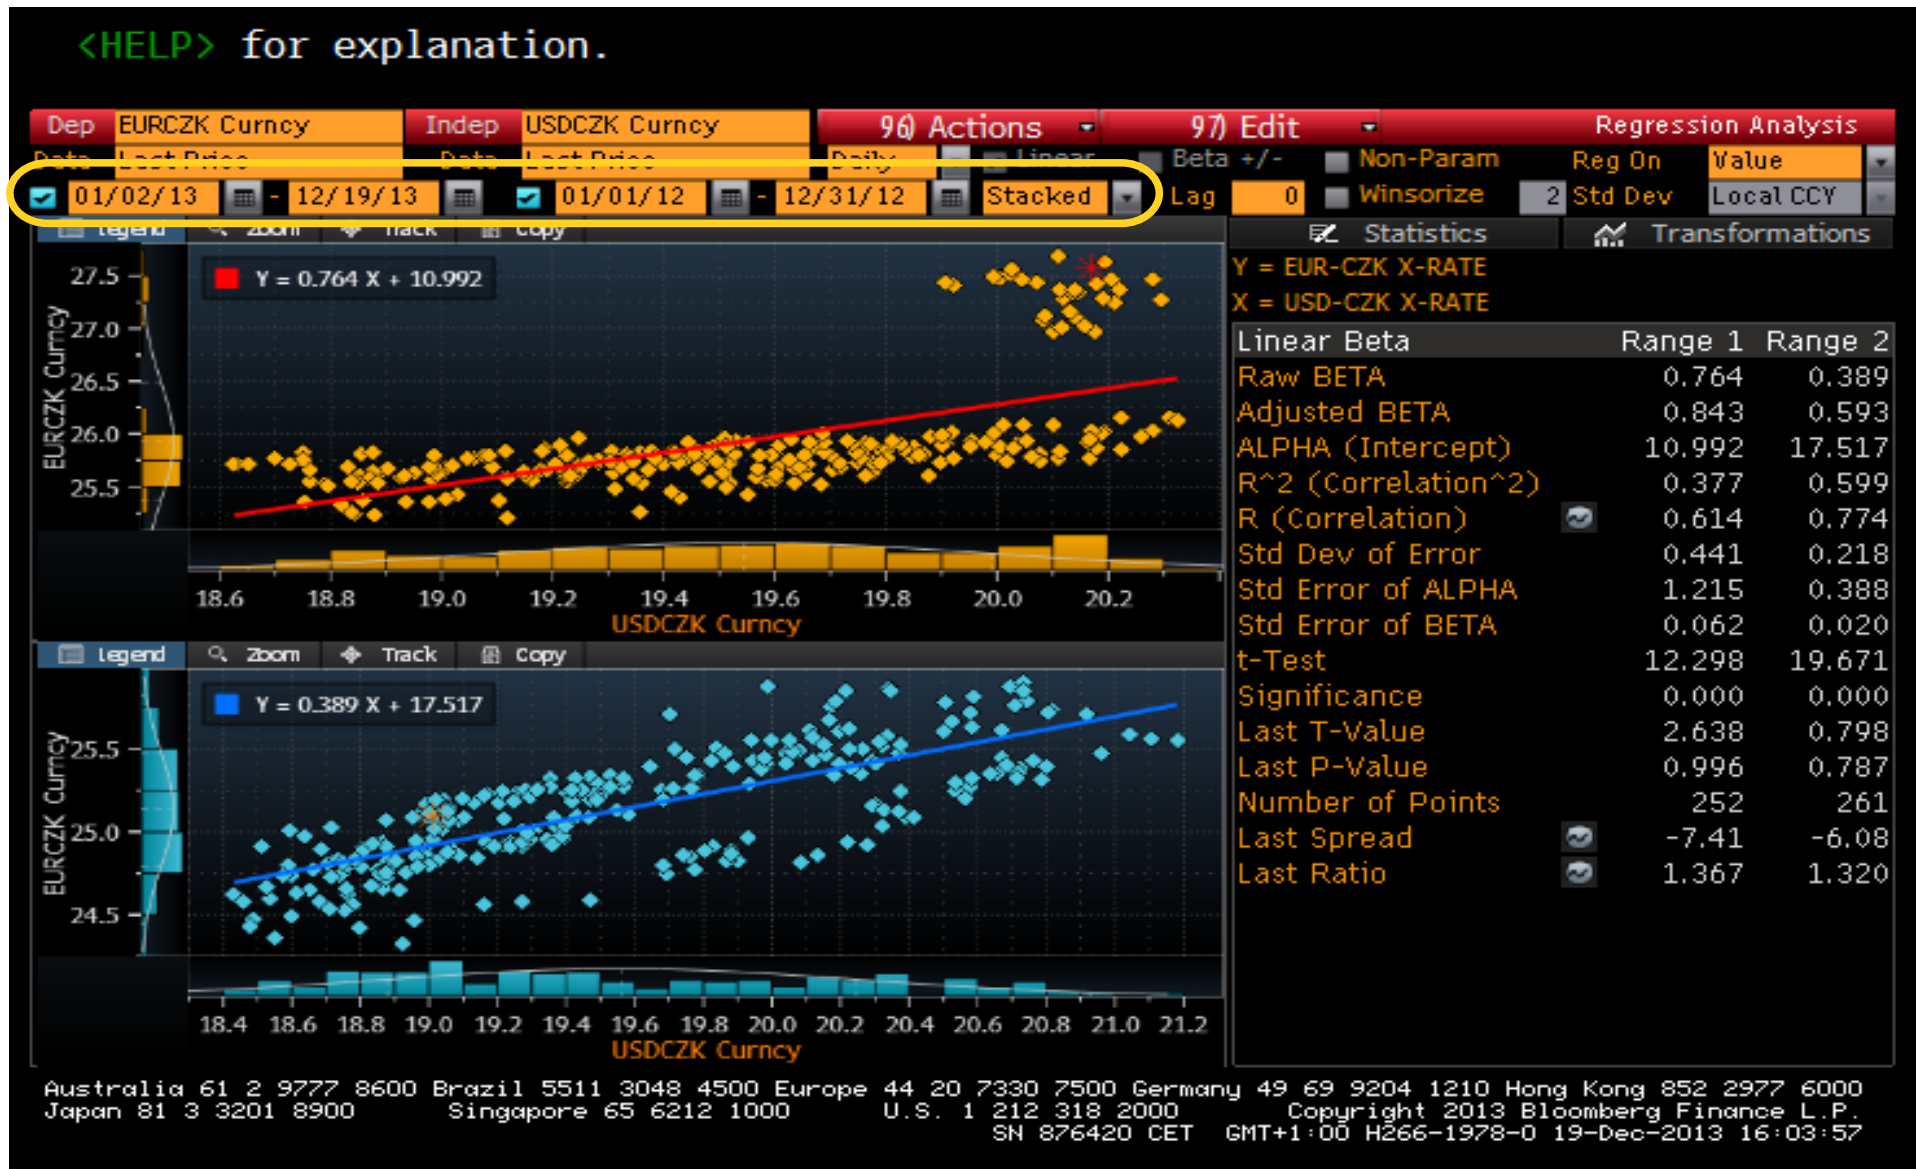 <HELP> for explanation.
Dep EURCZK Curncy Indep USDCZK Curncy 96) Actions 97) Edit Regression Analysis
Data Last Price Data Last Price Daily Linear Beta +/- Non-Param Reg On Value
01/02/13 - 12/19/13 01/01/12 - 12/31/12 Stacked Lag 0 Winsorize 2 Std Dev Local CCY
Legend Zoom Track Copy Statistics Transformations
Y = 0.764 X + 10.992
EURCZK Curncy
27.5
27.0
26.5
26.0
25.5
18.6 18.8 19.0 19.2 19.4 19.6 19.8 20.0 20.2
USDCZK Curncy
Legend Zoom Track Copy
Y = 0.389 X + 17.517
EURCZK Curncy
25.5
25.0
24.5
18.4 18.6 18.8 19.0 19.2 19.4 19.6 19.8 20.0 20.2 20.4 20.6 20.8 21.0 21.2
USDCZK Curncy
Y = EUR-CZK X-RATE
X = USD-CZK X-RATE
Linear Beta Range 1 Range 2
Raw BETA 0.764 0.389
Adjusted BETA 0.843 0.593
ALPHA (Intercept) 10.992 17.517
R^2 (Correlation^2) 0.377 0.599
R (Correlation) 0.614 0.774
Std Dev of Error 0.441 0.218
Std Error of ALPHA 1.215 0.388
Std Error of BETA 0.062 0.020
t-Test 12.298 19.671
Significance 0.000 0.000
Last T-Value 2.638 0.798
Last P-Value 0.996 0.787
Number of Points 252 261
Last Spread -7.41 -6.08
Last Ratio 1.367 1.320
Australia 61 2 9777 8600 Brazil 5511 3048 4500 Europe 44 20 7330 7500 Germany 49 69 9204 1210 Hong Kong 852 2977 6000
Japan 81 3 3201 8900 Singapore 65 6212 1000 U.S. 1 212 318 2000 Copyright 2013 Bloomberg Finance L.P.
SN 876420 CET GMT+1:00 H266-1978-0 19-Dec-2013 16:03:57